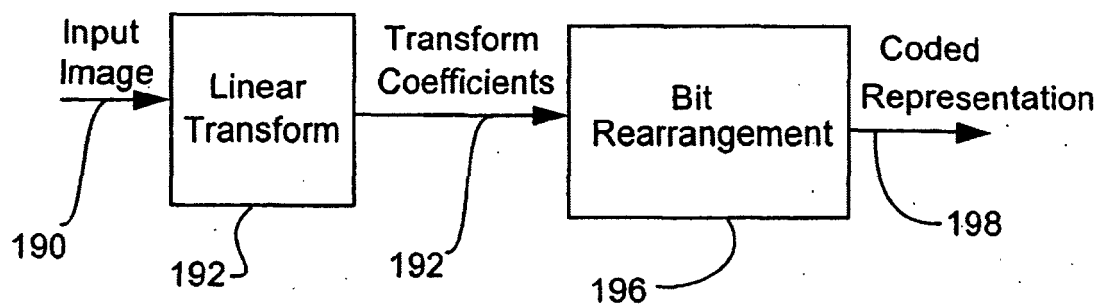 Input
Image
Linear
Transform
Transform
Coefficients
Bit
Rearrangement
Coded
Representation
190
192
192
196
198